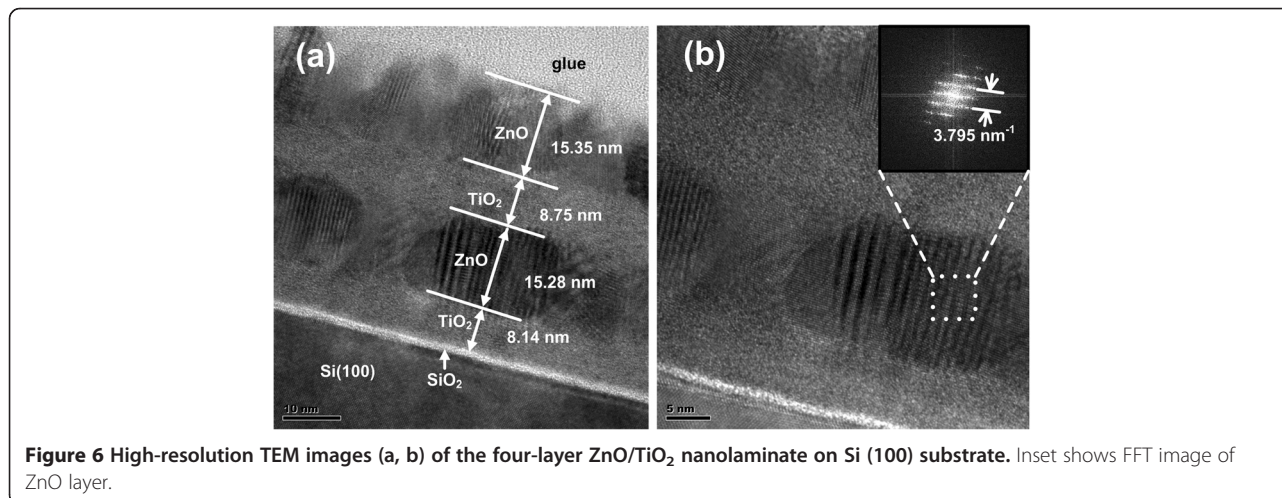 (a)
glue
ZnO
15.35 nm
TiO₂
8.75 nm
ZnO
15.28 nm
TiO₂
8.14 nm
Si(100)
SiO₂
10 nm
(b)
3.795 nm⁻¹
5 nm
Figure 6 High-resolution TEM images (a, b) of the four-layer ZnO/TiO₂ nanolaminate on Si (100) substrate. Inset shows FFT image of
ZnO layer.